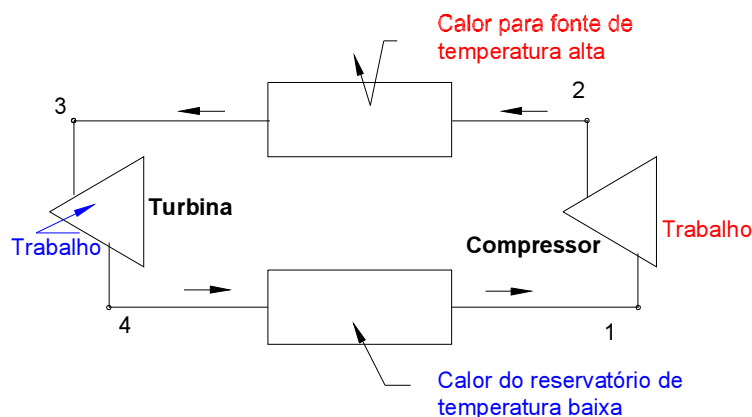 Calor para fonte de
temperatura alta
3
2
Turbina
Trabalho
Compressor
Trabalho
4
1
Calor do reservatório de
temperatura baixa